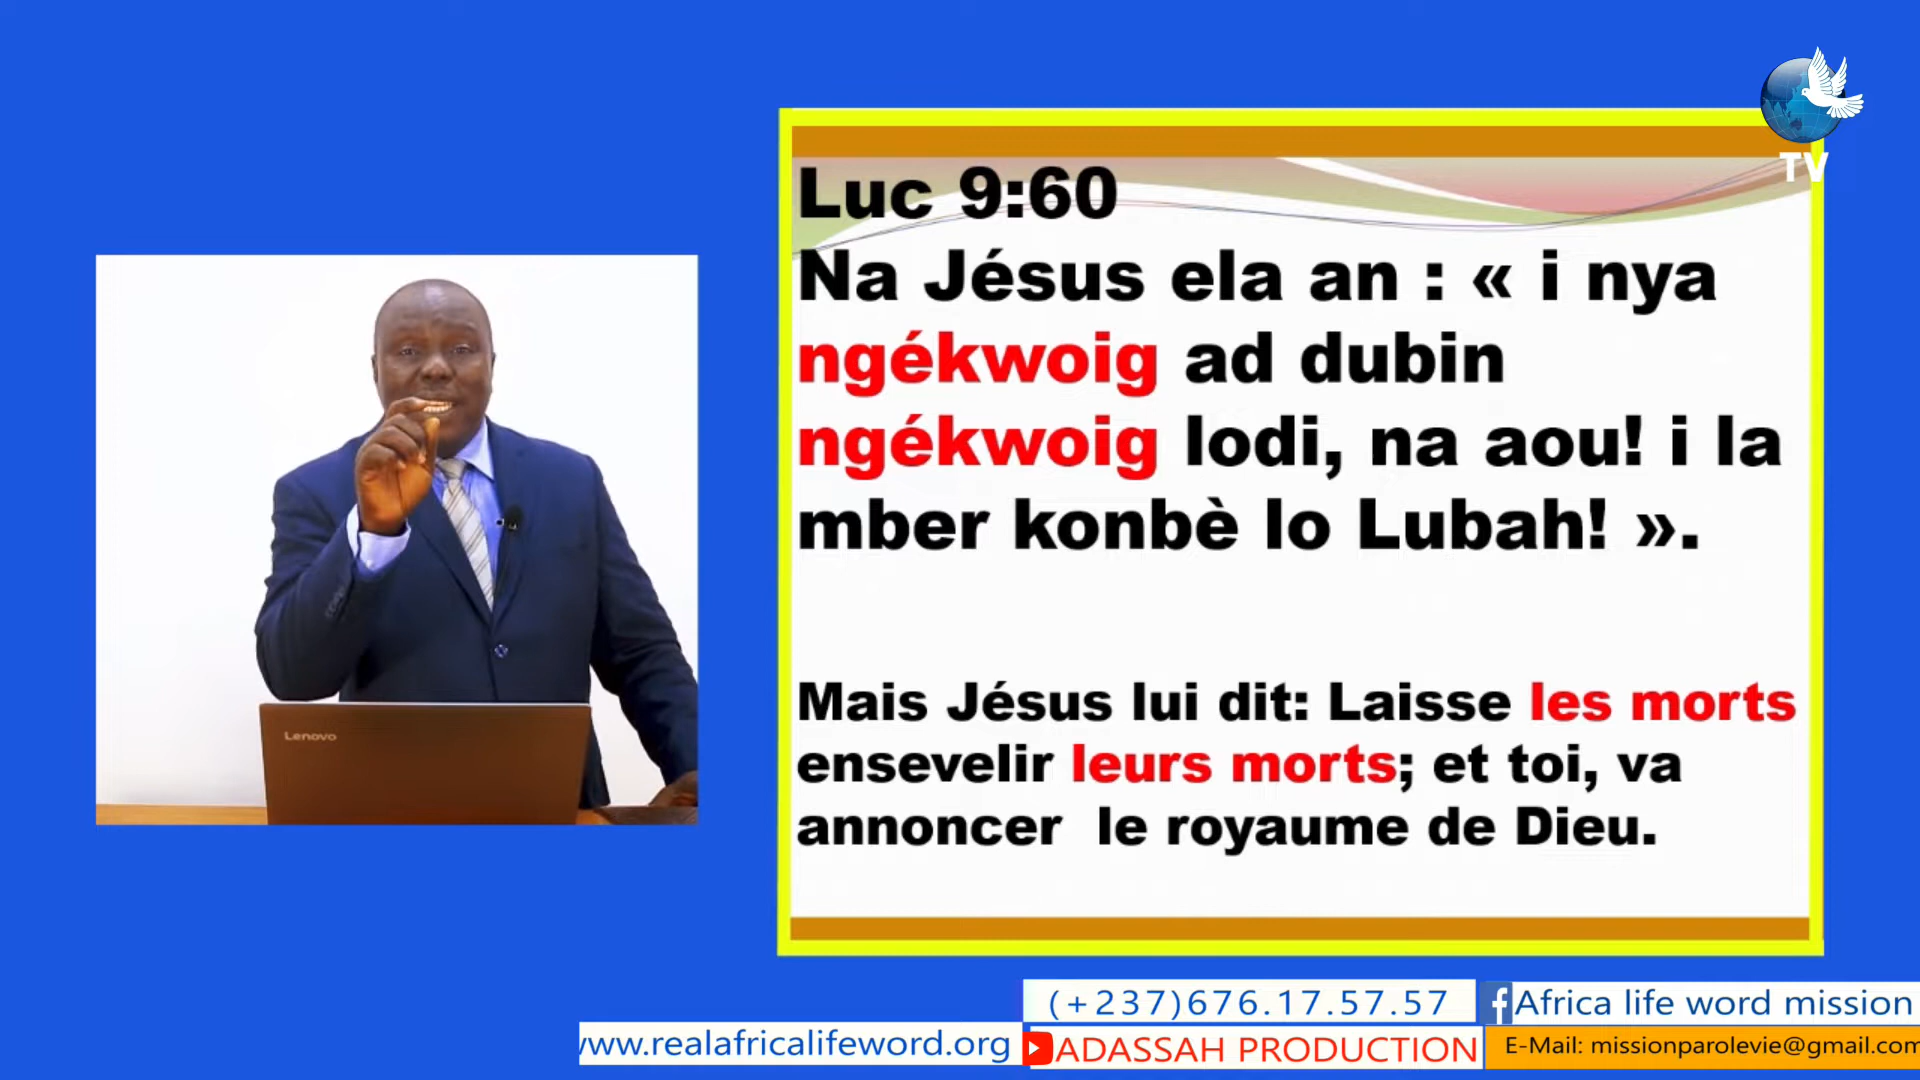 TV
Luc 9:60
Na Jésus ela an : « i nya
ngékwoig ad dubin
ngékwoig lodi, na aou! i la
mber konbè lo Lubah! ».
Mais Jésus lui dit: Laisse les morts
ensevelir leurs morts; et toi, va
annoncer le royaume de Dieu.
Lenovo
(+237)676.17.57.57
Africa life word mission
www.realafricalifeword.org
ADASSAH PRODUCTION
E-Mail: missionparolevie@gmail.com